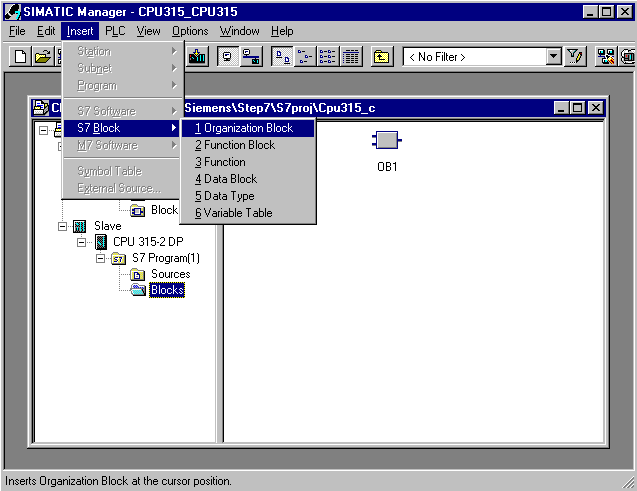 SIMATIC Manager - CPU315_CPU315
File Edit Insert PLC View Options Window Help
< No Filter >
Station
Subnet
Program
S7 Software
S7 Block
M7 Software
Symbol Table
External Source...
Siemens\Step7\S7proj\Cpu315_c
1 Organization Block
2 Function Block
3 Function
4 Data Block
5 Data Type
6 Variable Table
OB1
Block
Slave
CPU 315-2 DP
S7 Program(1)
Sources
Blocks
Inserts Organization Block at the cursor position.